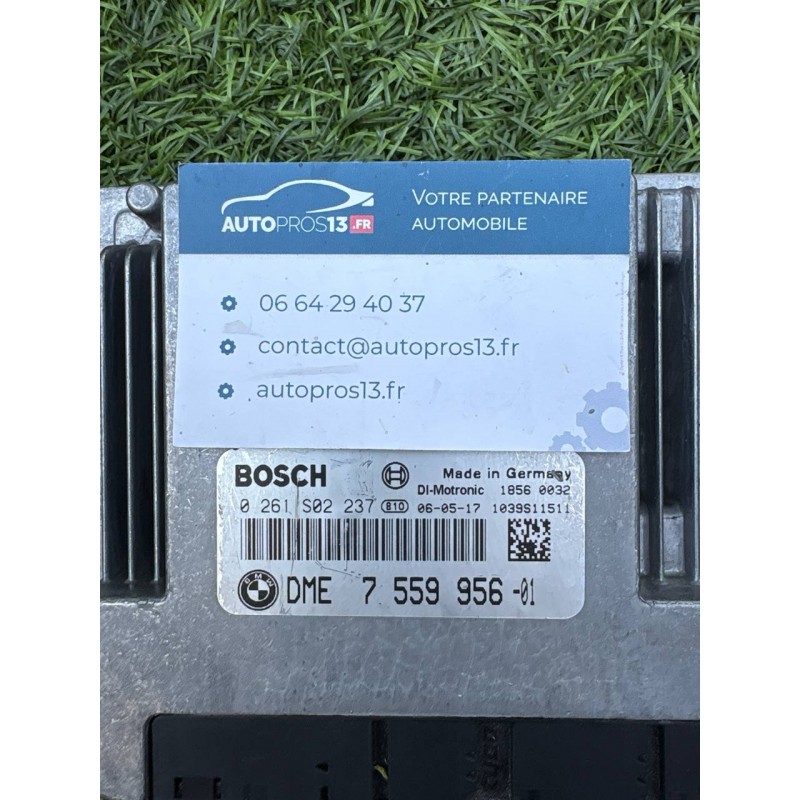 AUTOPROS13.FR
VOTRE PARTENAIRE
AUTOMOBILE
06 64 29 40 37
contact@autopros13.fr
autopros13.fr
BOSCH Made in Germany
DI-Motronic 1856 0032
0 261 S02 237 B10 06-05-17 1039S11511
BMW DME 7 559 956 -01